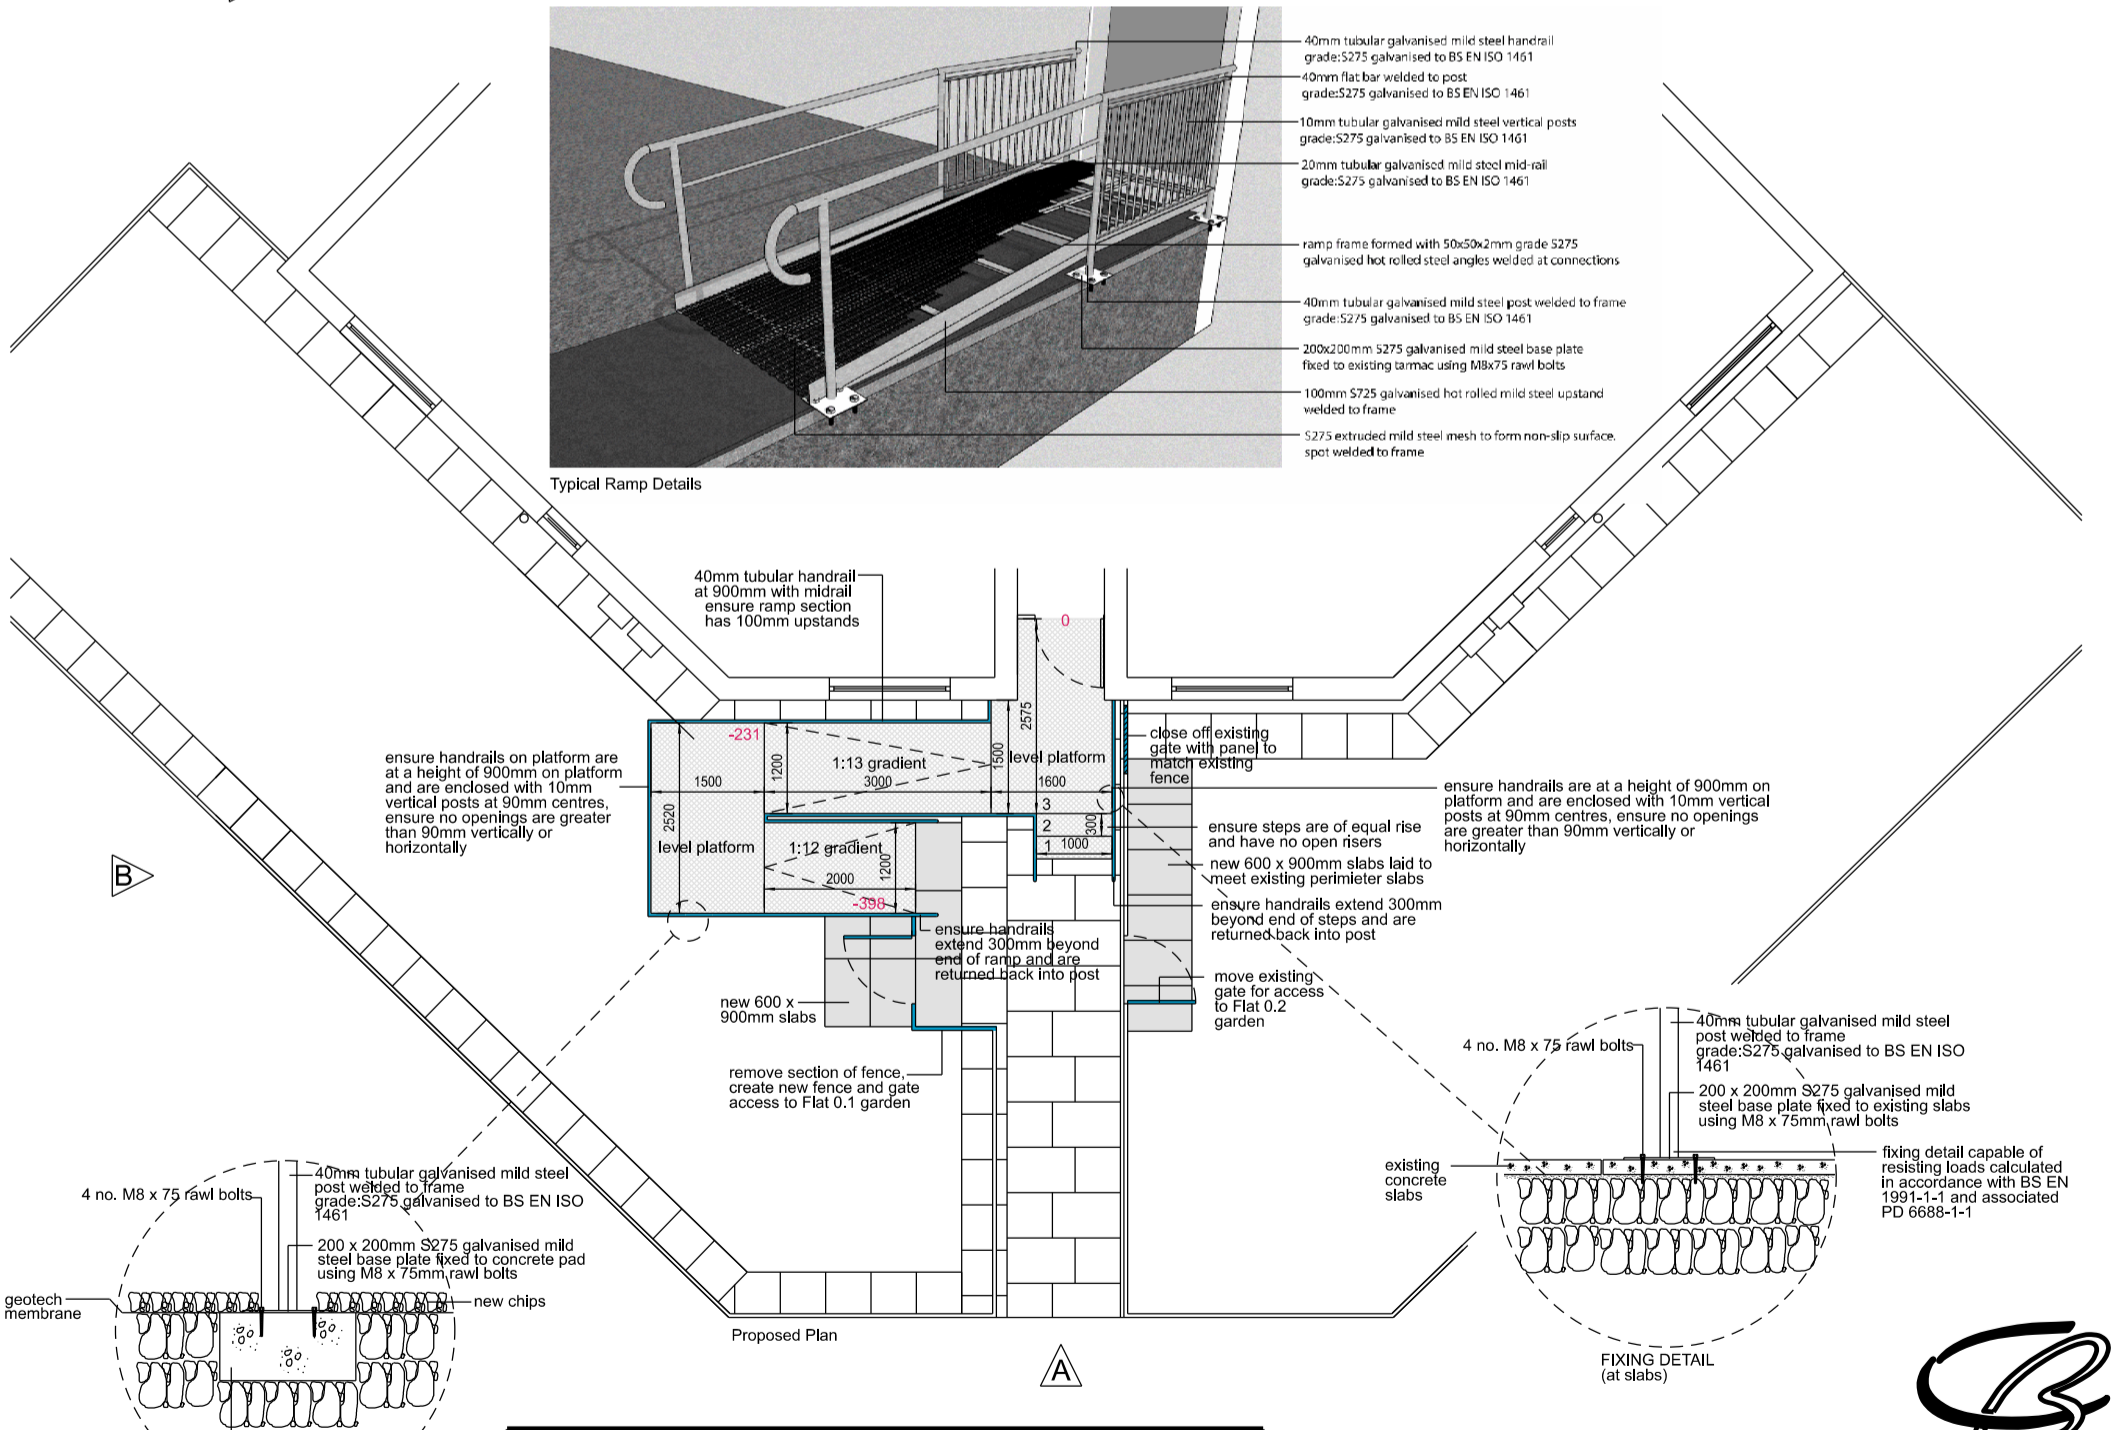 40mm tubular galvanised mild steel handrail
grade:S275 galvanised to BS EN ISO 1461
40mm flat bar welded to post
grade:S275 galvanised to BS EN ISO 1461
10mm tubular galvanised mild steel vertical posts
grade:S275 galvanised to BS EN ISO 1461
20mm tubular galvanised mild steel mid-rail
grade:S275 galvanised to BS EN ISO 1461
ramp frame formed with 50x50x2mm grade S275
galvanised hot rolled steel angles welded at connections
40mm tubular galvanised mild steel post welded to frame
grade:S275 galvanised to BS EN ISO 1461
200x200mm S275 galvanised mild steel base plate
fixed to existing tarmac using M8x75 rawl bolts
100mm S725 galvanised hot rolled mild steel upstand
welded to frame
S275 extruded mild steel mesh to form non-slip surface.
spot welded to frame
Typical Ramp Details
40mm tubular handrail
at 900mm with midrail
ensure ramp section
has 100mm upstands
0
2575
-231
1200
1:13 gradient
1500
level platform
1500
3000
1600
2520
level platform
1:12 gradient
1200
2000
-398
3
2
1
300
1000
close off existing
gate with panel to
match existing
fence
ensure handrails on platform are
at a height of 900mm on platform
and are enclosed with 10mm
vertical posts at 90mm centres,
ensure no openings are greater
than 90mm vertically or
horizontally
ensure handrails are at a height of 900mm on
platform and are enclosed with 10mm vertical
posts at 90mm centres, ensure no openings
are greater than 90mm vertically or
horizontally
ensure steps are of equal rise
and have no open risers
new 600 x 900mm slabs laid to
meet existing perimieter slabs
ensure handrails extend 300mm
beyond end of steps and are
returned back into post
B
ensure handrails
extend 300mm beyond
end of ramp and are
returned back into post
move existing
gate for access
to Flat 0.2
garden
new 600 x
900mm slabs
remove section of fence,
create new fence and gate
access to Flat 0.1 garden
4 no. M8 x 75 rawl bolts
40mm tubular galvanised mild steel
post welded to frame
grade:S275 galvanised to BS EN ISO
1461
200 x 200mm S275 galvanised mild
steel base plate fixed to existing slabs
using M8 x 75mm rawl bolts
existing
concrete
slabs
fixing detail capable of
resisting loads calculated
in accordance with BS EN
1991-1-1 and associated
PD 6688-1-1
FIXING DETAIL
(at slabs)
4 no. M8 x 75 rawl bolts
40mm tubular galvanised mild steel
post welded to frame
grade:S275 galvanised to BS EN ISO
1461
200 x 200mm S275 galvanised mild
steel base plate fixed to concrete pad
using M8 x 75mm rawl bolts
geotech
membrane
new chips
Proposed Plan
A